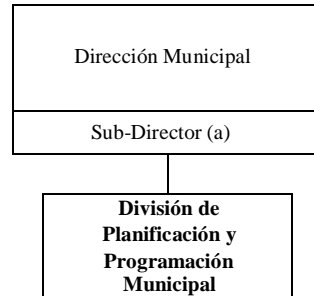 Dirección Municipal
Sub-Director (a)
División de
Planificación y
Programación
Municipal